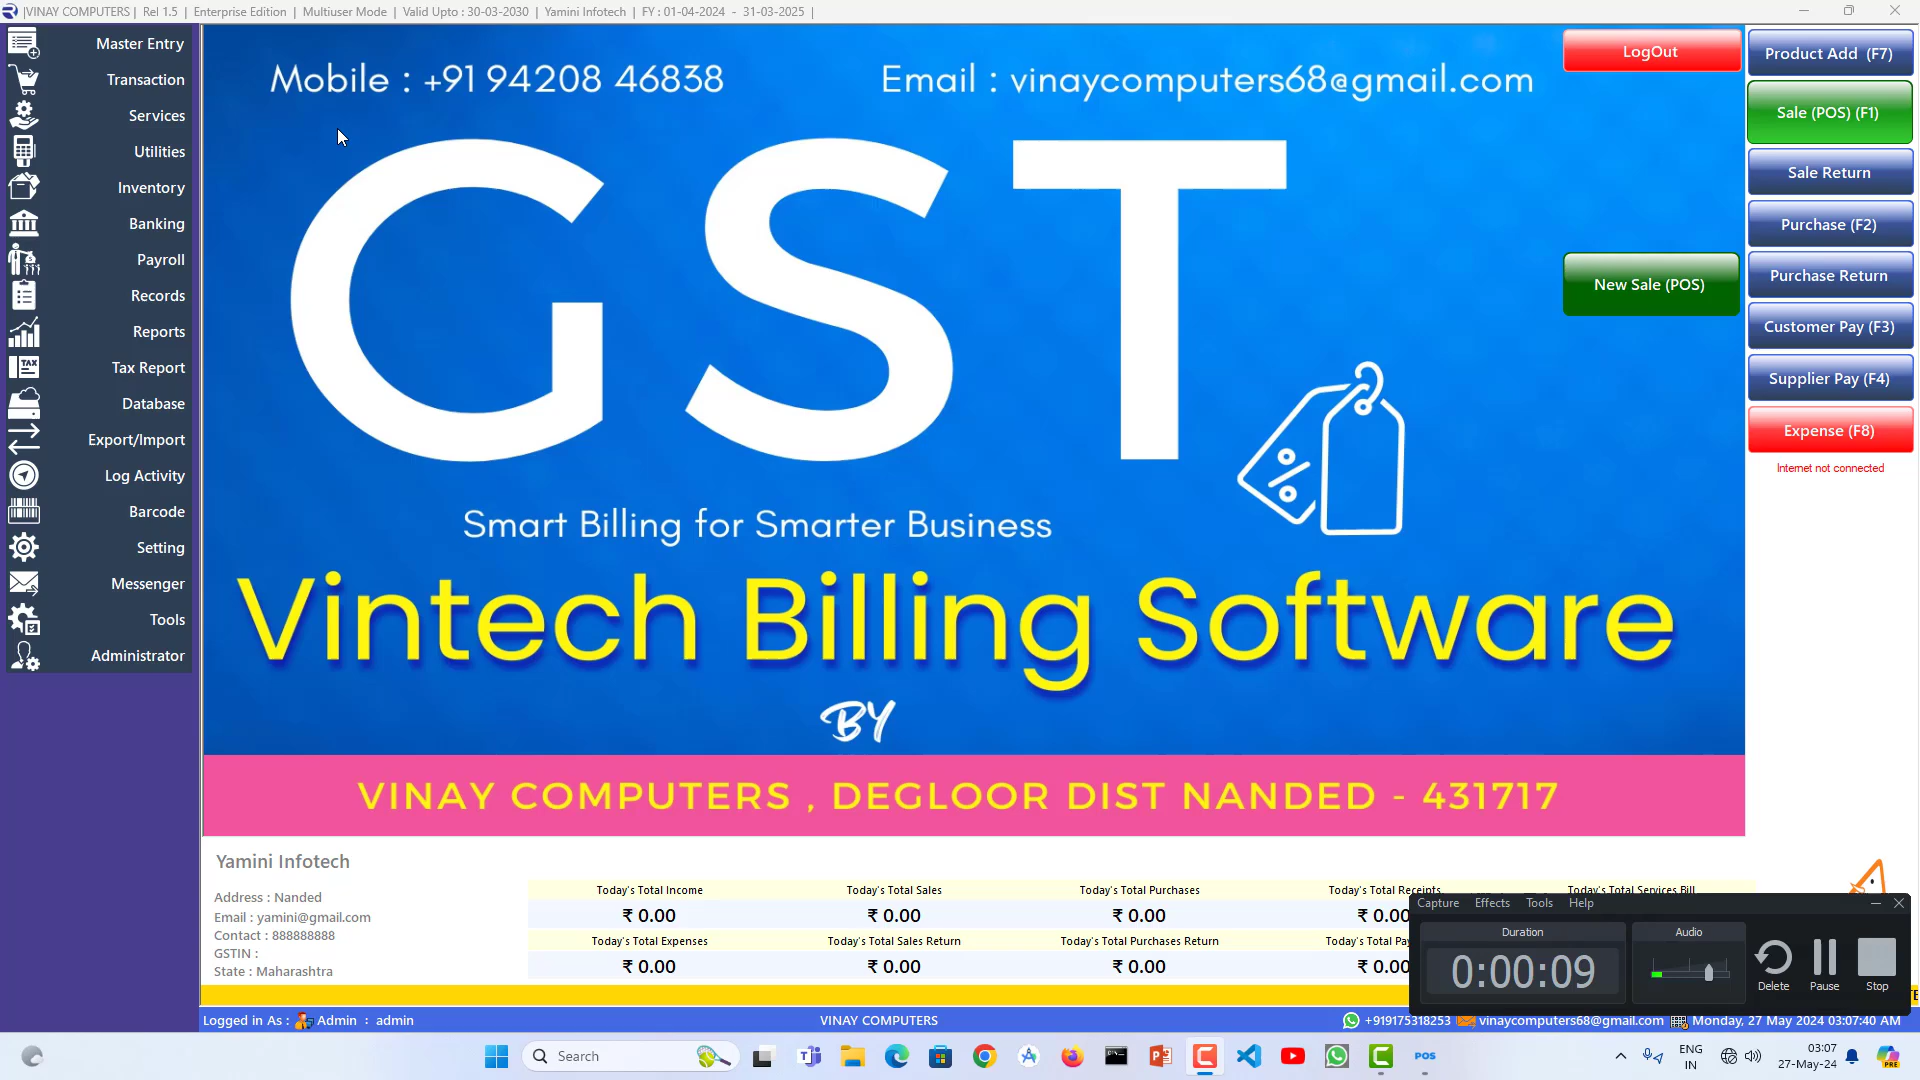 |VINAY COMPUTERS | Rel 1.5 | Enterprise Edition | Multiuser Mode | Valid Upto : 30-03-2030 | Yamini Infotech | FY : 01-04-2024 - 31-03-2025 |
Master Entry
Transaction
Services
Utilities
Inventory
Banking
Payroll
Records
Reports
TAX
Tax Report
Database
Export/Import
Log Activity
Barcode
Setting
Messenger
Tools
Administrator
Mobile : +91 94208 46838
Email : vinaycomputers68@gmail.com
GST
%
Smart Billing for Smarter Business
Vintech Billing Software
BY
VINAY COMPUTERS , DEGLOOR DIST NANDED - 431717
LogOut
New Sale (POS)
Product Add (F7)
Sale (POS) (F1)
Sale Return
Purchase (F2)
Purchase Return
Customer Pay (F3)
Supplier Pay (F4)
Expense (F8)
Internet not connected
Yamini Infotech
Address : Nanded
Email : yamini@gmail.com
Contact : 888888888
GSTIN :
State : Maharashtra
Today's Total Income
Today's Total Sales
Today's Total Purchases
Today's Total Receipts
Today's Total Services Bill
₹ 0.00
₹ 0.00
₹ 0.00
₹ 0.00
Today's Total Expenses
Today's Total Sales Return
Today's Total Purchases Return
Today's Total Pay
₹ 0.00
₹ 0.00
₹ 0.00
₹ 0.00
Capture Effects Tools Help
Duration
0:00:09
Audio
Delete
Pause
Stop
Logged in As : Admin : admin
VINAY COMPUTERS
+919175318253 vinaycomputers68@gmail.com Monday, 27 May 2024 03:07:40 AM
Search
POS
ENG
IN
03:07
27-May-24
PRE